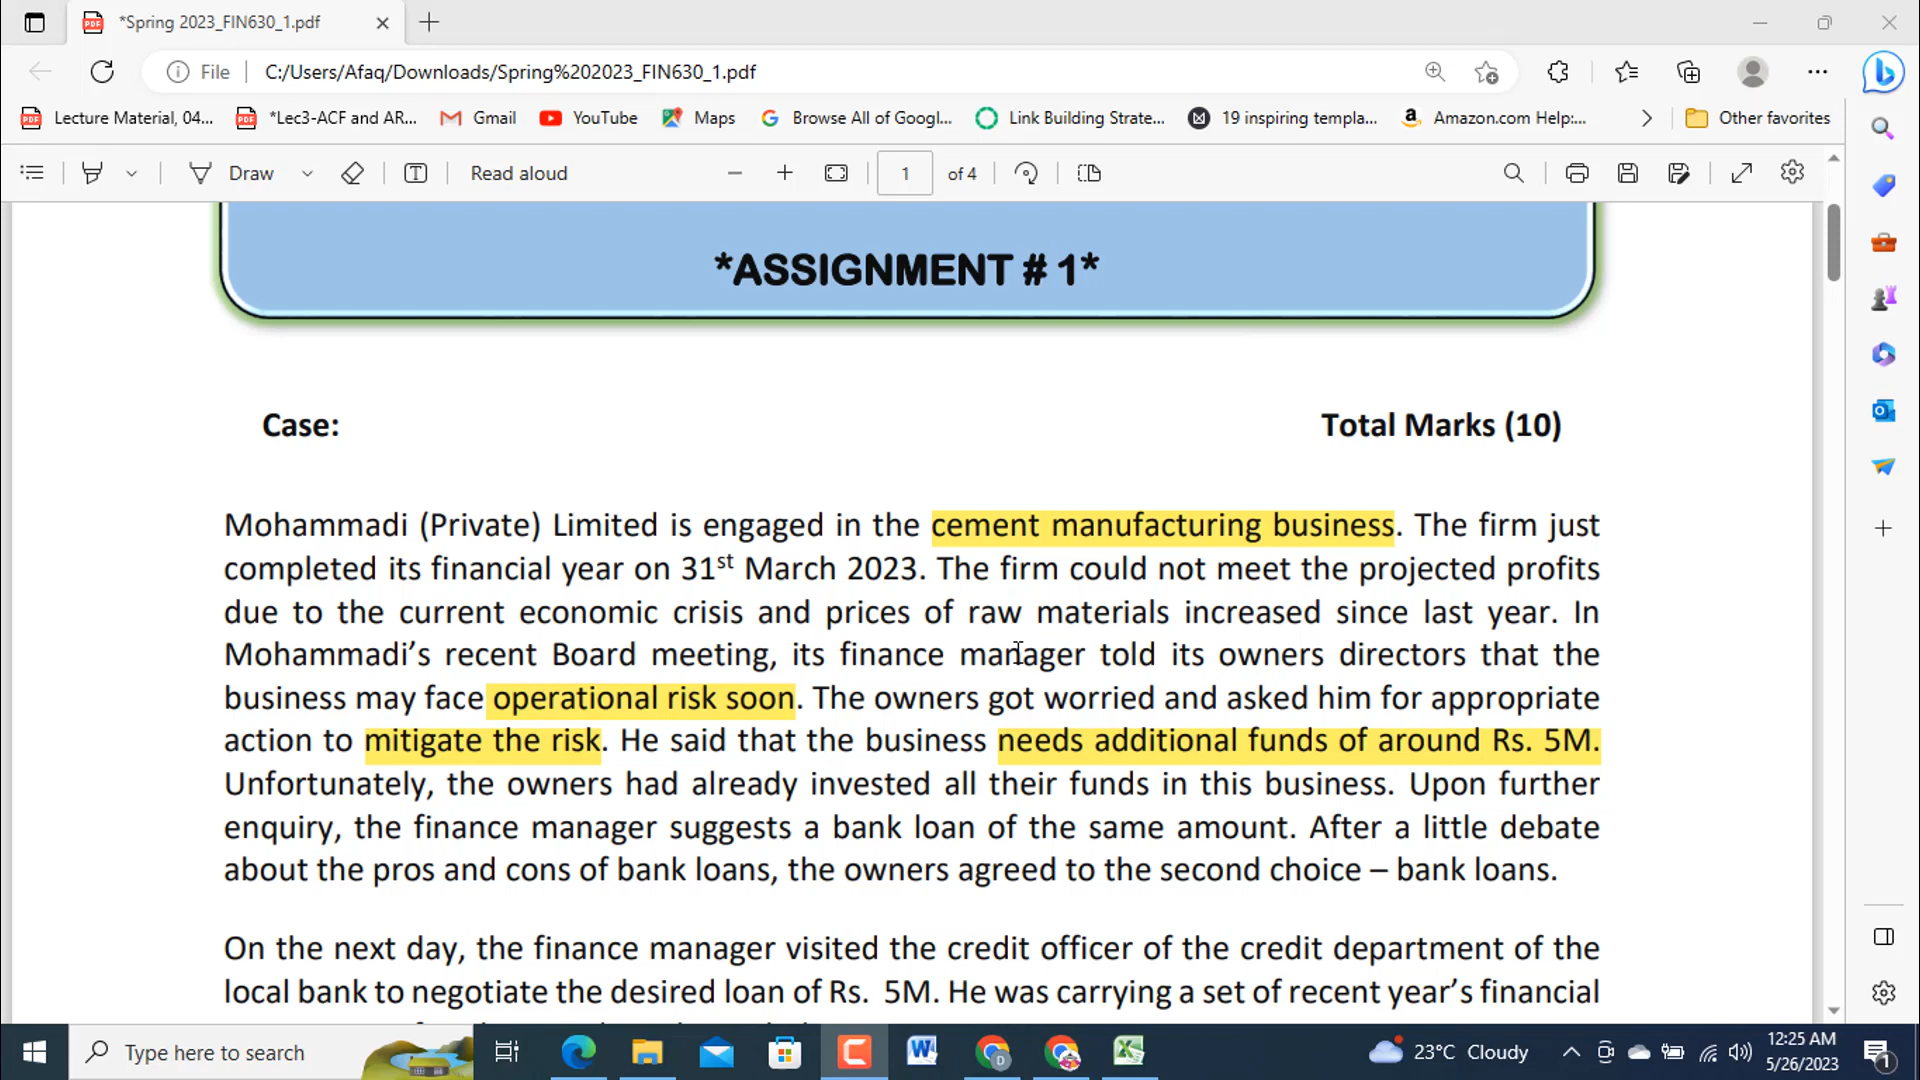 *Spring 2023_FIN630_1.pdf
File C:/Users/Afaq/Downloads/Spring%202023_FIN630_1.pdf
Lecture Material, 04... *Lec3-ACF and AR... Gmail YouTube Maps Browse All of Googl... Link Building Strate... 19 inspiring templa... Amazon.com Help:... Other favorites
Draw Read aloud 1 of 4
*ASSIGNMENT # 1*
Case: Total Marks (10)
Mohammadi (Private) Limited is engaged in the cement manufacturing business. The firm just
completed its financial year on 31st March 2023. The firm could not meet the projected profits
due to the current economic crisis and prices of raw materials increased since last year. In
Mohammadi's recent Board meeting, its finance manager told its owners directors that the
business may face operational risk soon. The owners got worried and asked him for appropriate
action to mitigate the risk. He said that the business needs additional funds of around Rs. 5M.
Unfortunately, the owners had already invested all their funds in this business. Upon further
enquiry, the finance manager suggests a bank loan of the same amount. After a little debate
about the pros and cons of bank loans, the owners agreed to the second choice – bank loans.
On the next day, the finance manager visited the credit officer of the credit department of the
local bank to negotiate the desired loan of Rs. 5M. He was carrying a set of recent year's financial
Type here to search
23°C Cloudy
12:25 AM
5/26/2023
1